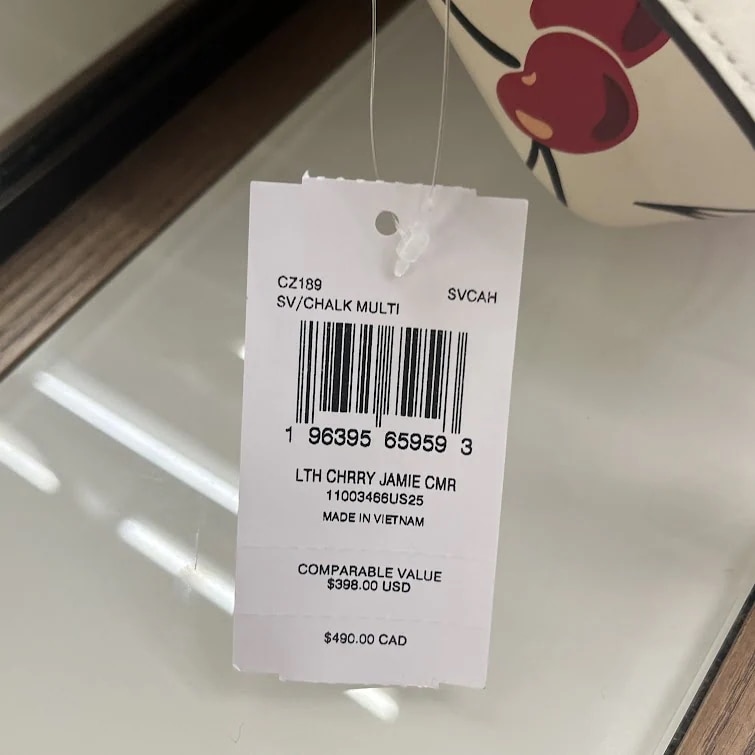 CZ189
SV/CHALK MULTI
SVCAH
1 96395 65959 3
LTH CHRRY JAMIE CMR
11003466US25
MADE IN VIETNAM
COMPARABLE VALUE
$398.00 USD
$490.00 CAD